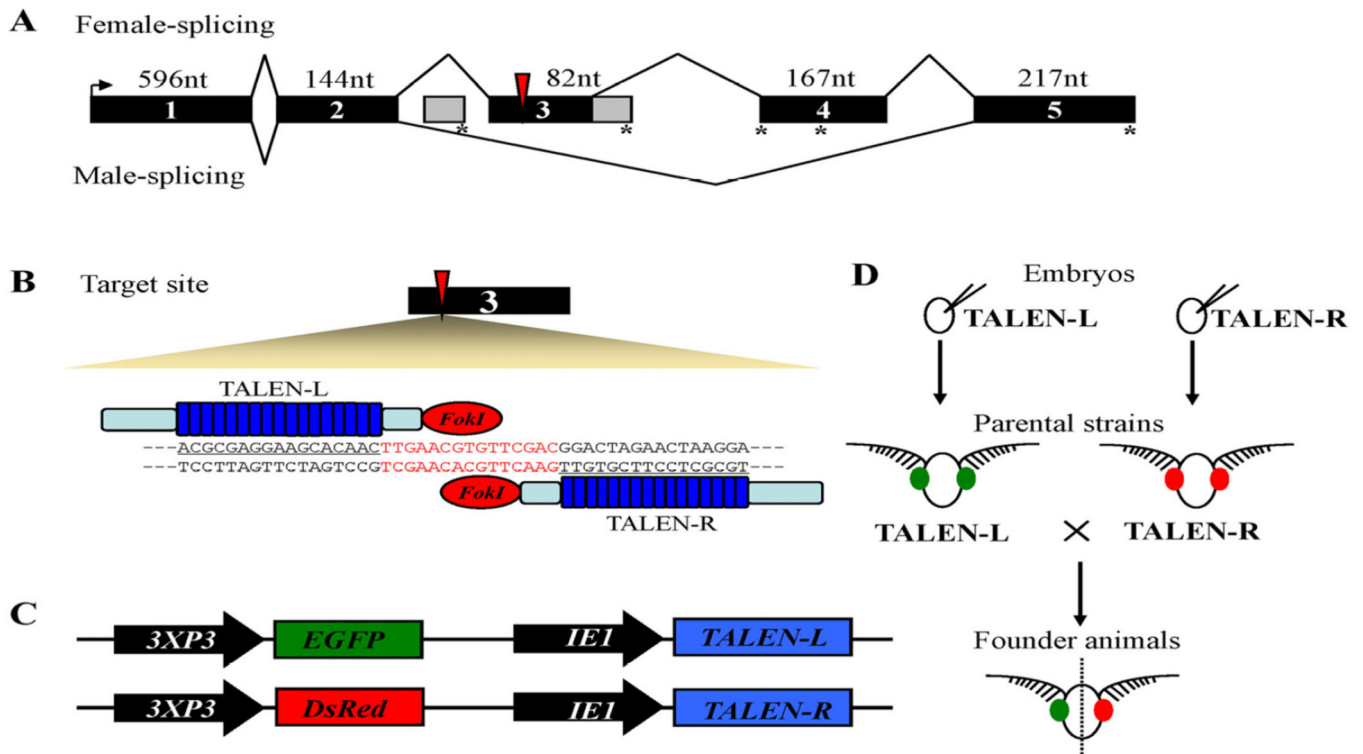 A
Female-splicing
596nt 144nt 82nt 167nt 217nt
1 2 3 4 5
* * * * *
Male-splicing
B
Target site
3
TALEN-L
FokI
---ACGCGAGGAAGCACAACTTGAACGTGTTCGACGGACTAGAACTAAGGA---
---TCCTTAGTTCTAGTCCGTCGAACACGTTCAAGTTGTGCTTCCTCGCGT---
FokI
TALEN-R
C
3XP3 EGFP IE1 TALEN-L
3XP3 DsRed IE1 TALEN-R
D
Embryos
TALEN-L TALEN-R
Parental strains
TALEN-L X TALEN-R
Founder animals